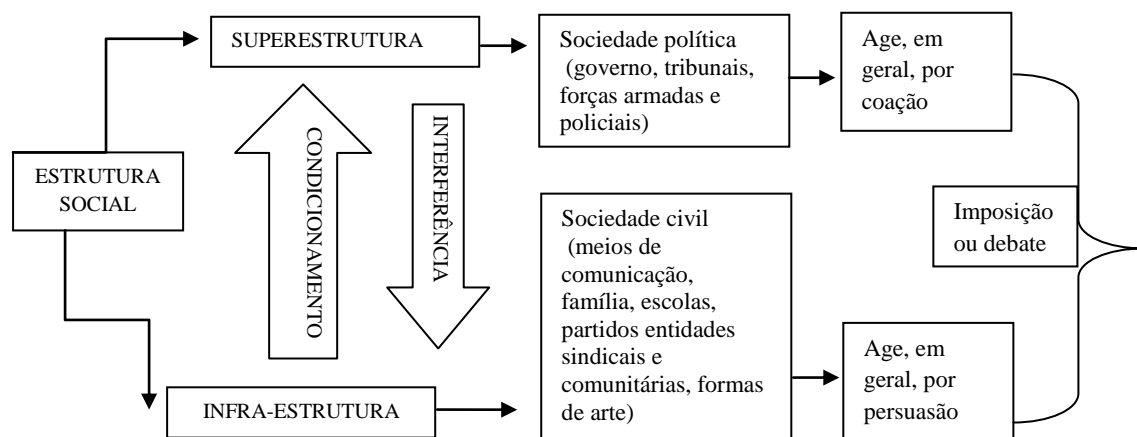 SUPERESTRUTURA
Sociedade política
(governo, tribunais,
forças armadas e
policiais)
Age, em
geral, por
coação
ESTRUTURA
SOCIAL
CONDICIONAMENTO
INTERFERÊNCIA
Sociedade civil
(meios de
comunicação,
família, escolas,
partidos entidades
sindicais e
comunitárias, formas
de arte)
Imposição
ou debate
Age, em
geral, por
persuasão
INFRA-ESTRUTURA